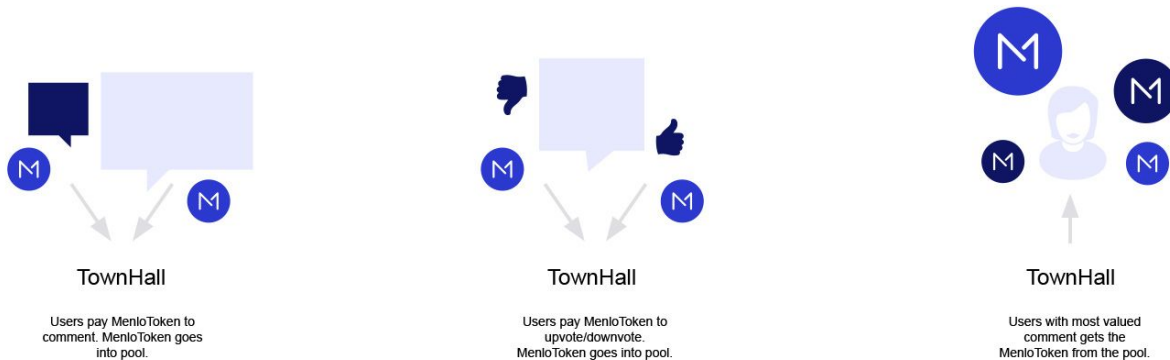 TownHall
Users pay MenloToken to
comment. MenloToken goes
into pool.
TownHall
Users pay MenloToken to
upvote/downvote.
MenloToken goes into pool.
TownHall
Users with most valued
comment gets the
MenloToken from the pool.